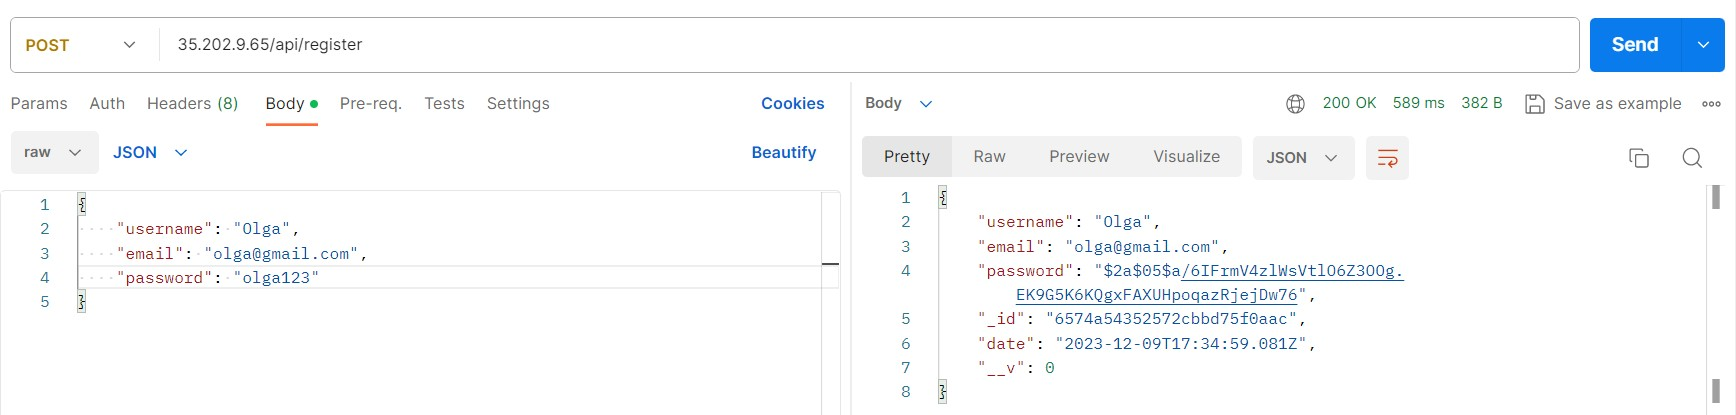 POST 35.202.9.65/api/register Send
Params Auth Headers (8) Body Pre-req. Tests Settings Cookies
raw JSON Beautify
1 {
2 "username": "Olga",
3 "email": "olga@gmail.com",
4 "password": "olga123"
5 }
Body 200 OK 589 ms 382 B Save as example
Pretty Raw Preview Visualize JSON
1 {
2 "username": "Olga",
3 "email": "olga@gmail.com",
4 "password": "$2a$05$a/6IFrmV4zlWsVtlO6Z3OOg.
EK9G5K6KQgxFAXUHpoqazRjejDw76",
5 "_id": "6574a54352572cbbd75f0aac",
6 "date": "2023-12-09T17:34:59.081Z",
7 "__v": 0
8 }